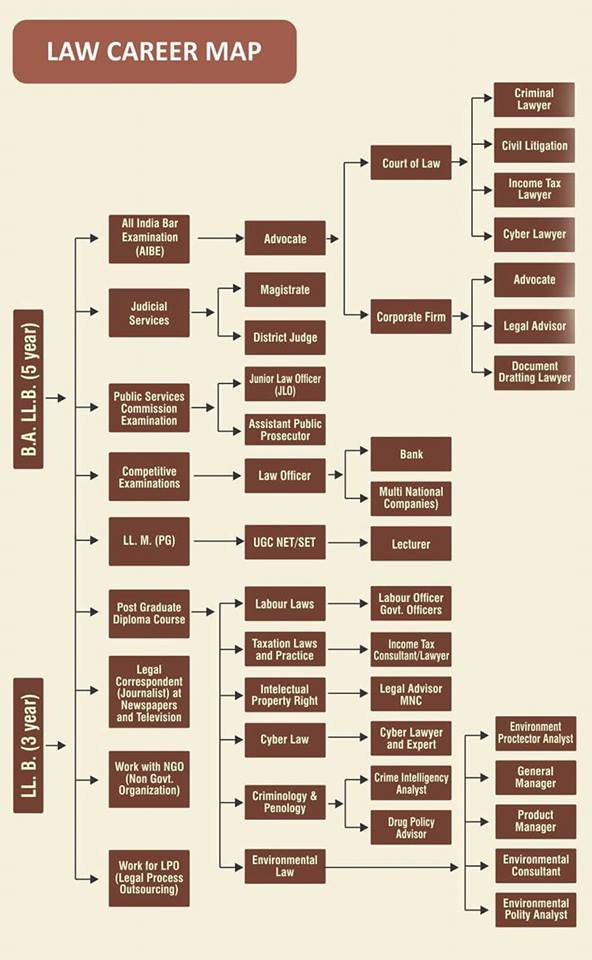 LAW CAREER MAP
B.A. LL.B. (5 year)
LL. B. (3 year)
All India Bar
Examination
(AIBE)
Advocate
Court of Law
Criminal
Lawyer
Civil Litigation
Income Tax
Lawyer
Cyber Lawyer
Corporate Firm
Advocate
Legal Advisor
Document
Dratting Lawyer
Judicial
Services
Magistrate
District Judge
Public Services
Commission
Examination
Junior Law Officer
(JLO)
Assistant Public
Prosecutor
Competitive
Examinations
Law Officer
Bank
Multi National
Companies)
LL. M. (PG)
UGC NET/SET
Lecturer
Post Graduate
Diploma Course
Labour Laws
Labour Officer
Govt. Officers
Taxation Laws
and Practice
Income Tax
Consultant/Lawyer
Intelectual
Property Right
Legal Advisor
MNC
Cyber Law
Cyber Lawyer
and Expert
Criminology &
Penology
Crime Intelligency
Analyst
Drug Policy
Advisor
Environmental
Law
Environment
Proctector Analyst
General
Manager
Product
Manager
Environmental
Consultant
Environmental
Polity Analyst
Legal
Correspondent
(Journalist) at
Newspapers
and Television
Work with NGO
(Non Govt.
Organization)
Work for LPO
(Legal Process
Outsourcing)